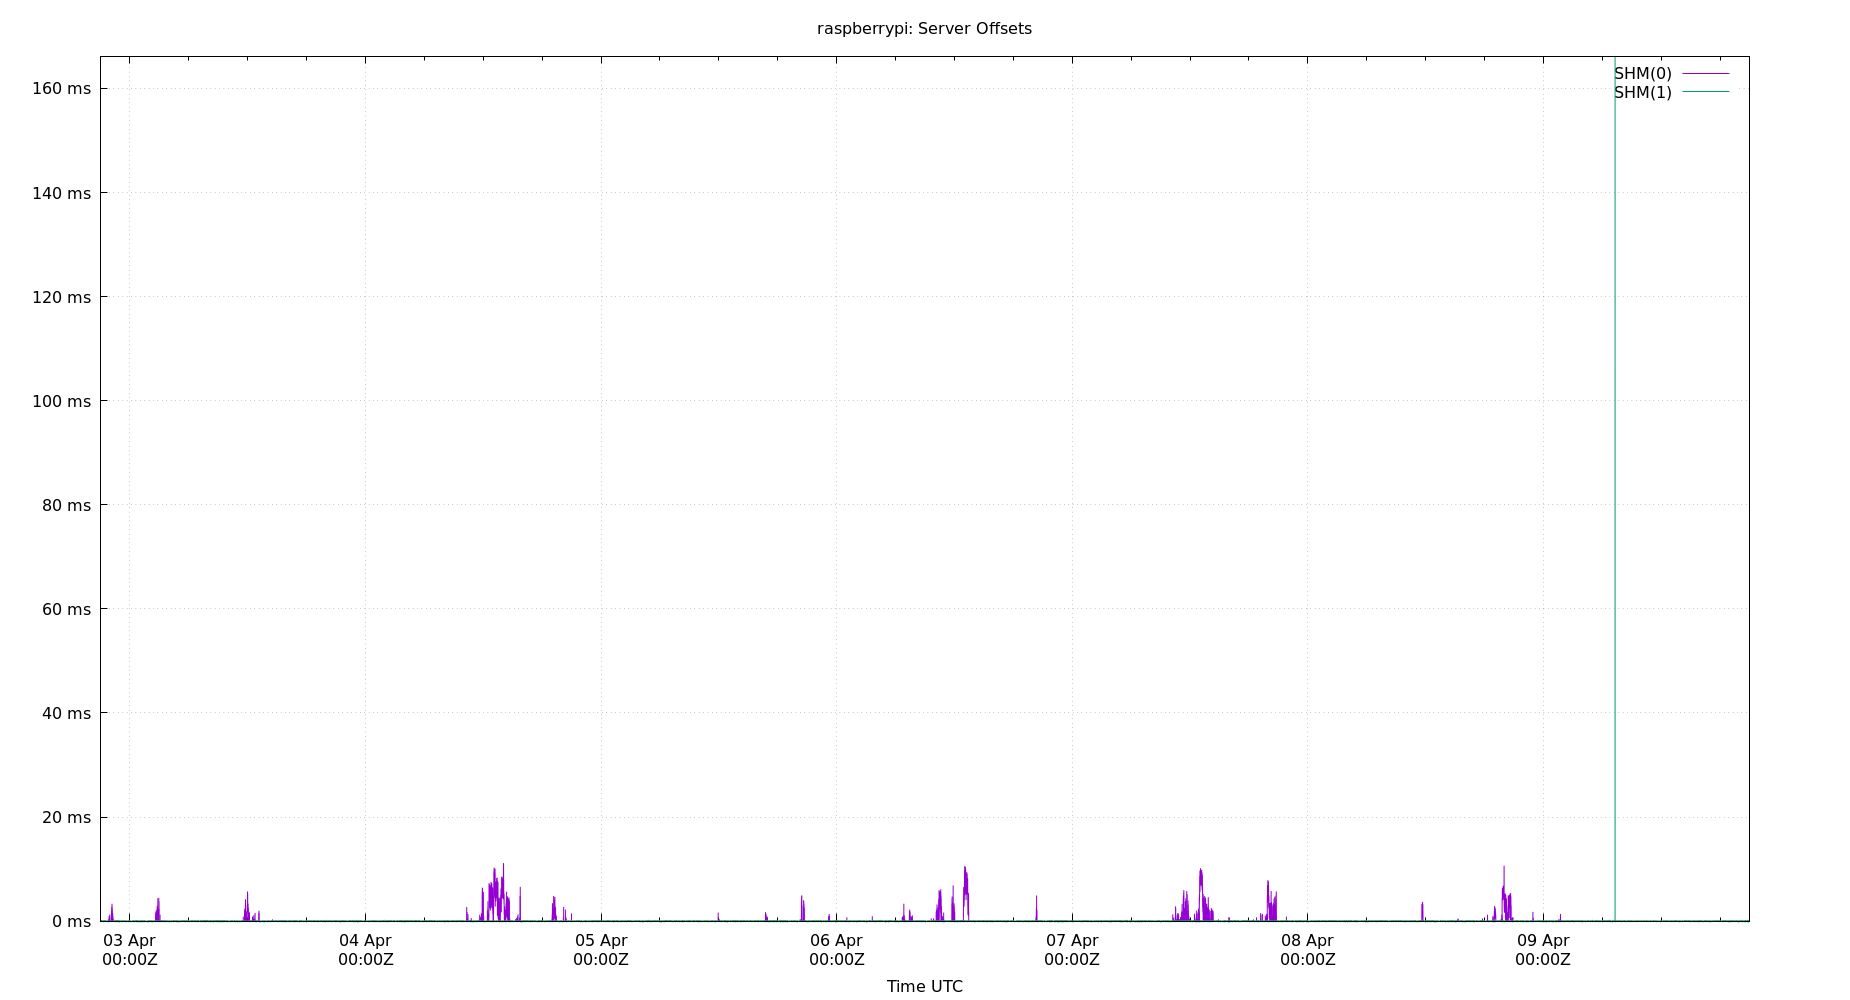 raspberrypi: Server Offsets
SHM(0)
SHM(1)
160 ms
140 ms
120 ms
100 ms
80 ms
60 ms
40 ms
20 ms
0 ms
03 Apr 04 Apr 05 Apr 06 Apr 07 Apr 08 Apr 09 Apr
00:00Z 00:00Z 00:00Z 00:00Z 00:00Z 00:00Z 00:00Z
Time UTC